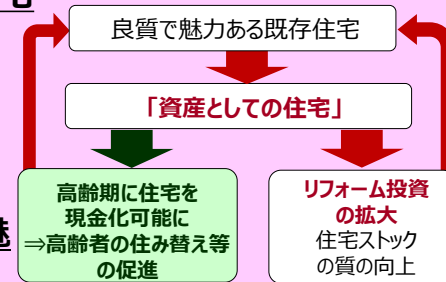 良質で魅力ある既存住宅
「資産としての住宅」
高齢期に住宅を
現金化可能に
⇒高齢者の住み替え等
の促進
リフォーム投資
の拡大
住宅ストック
の質の向上